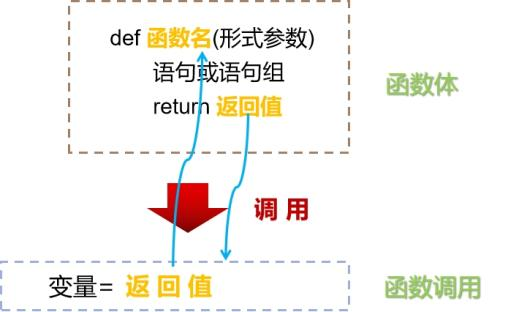 def 函数名(形式参数)
语句或语句组
return 返回值
函数体
调 用
变量= 返 回 值
函数调用